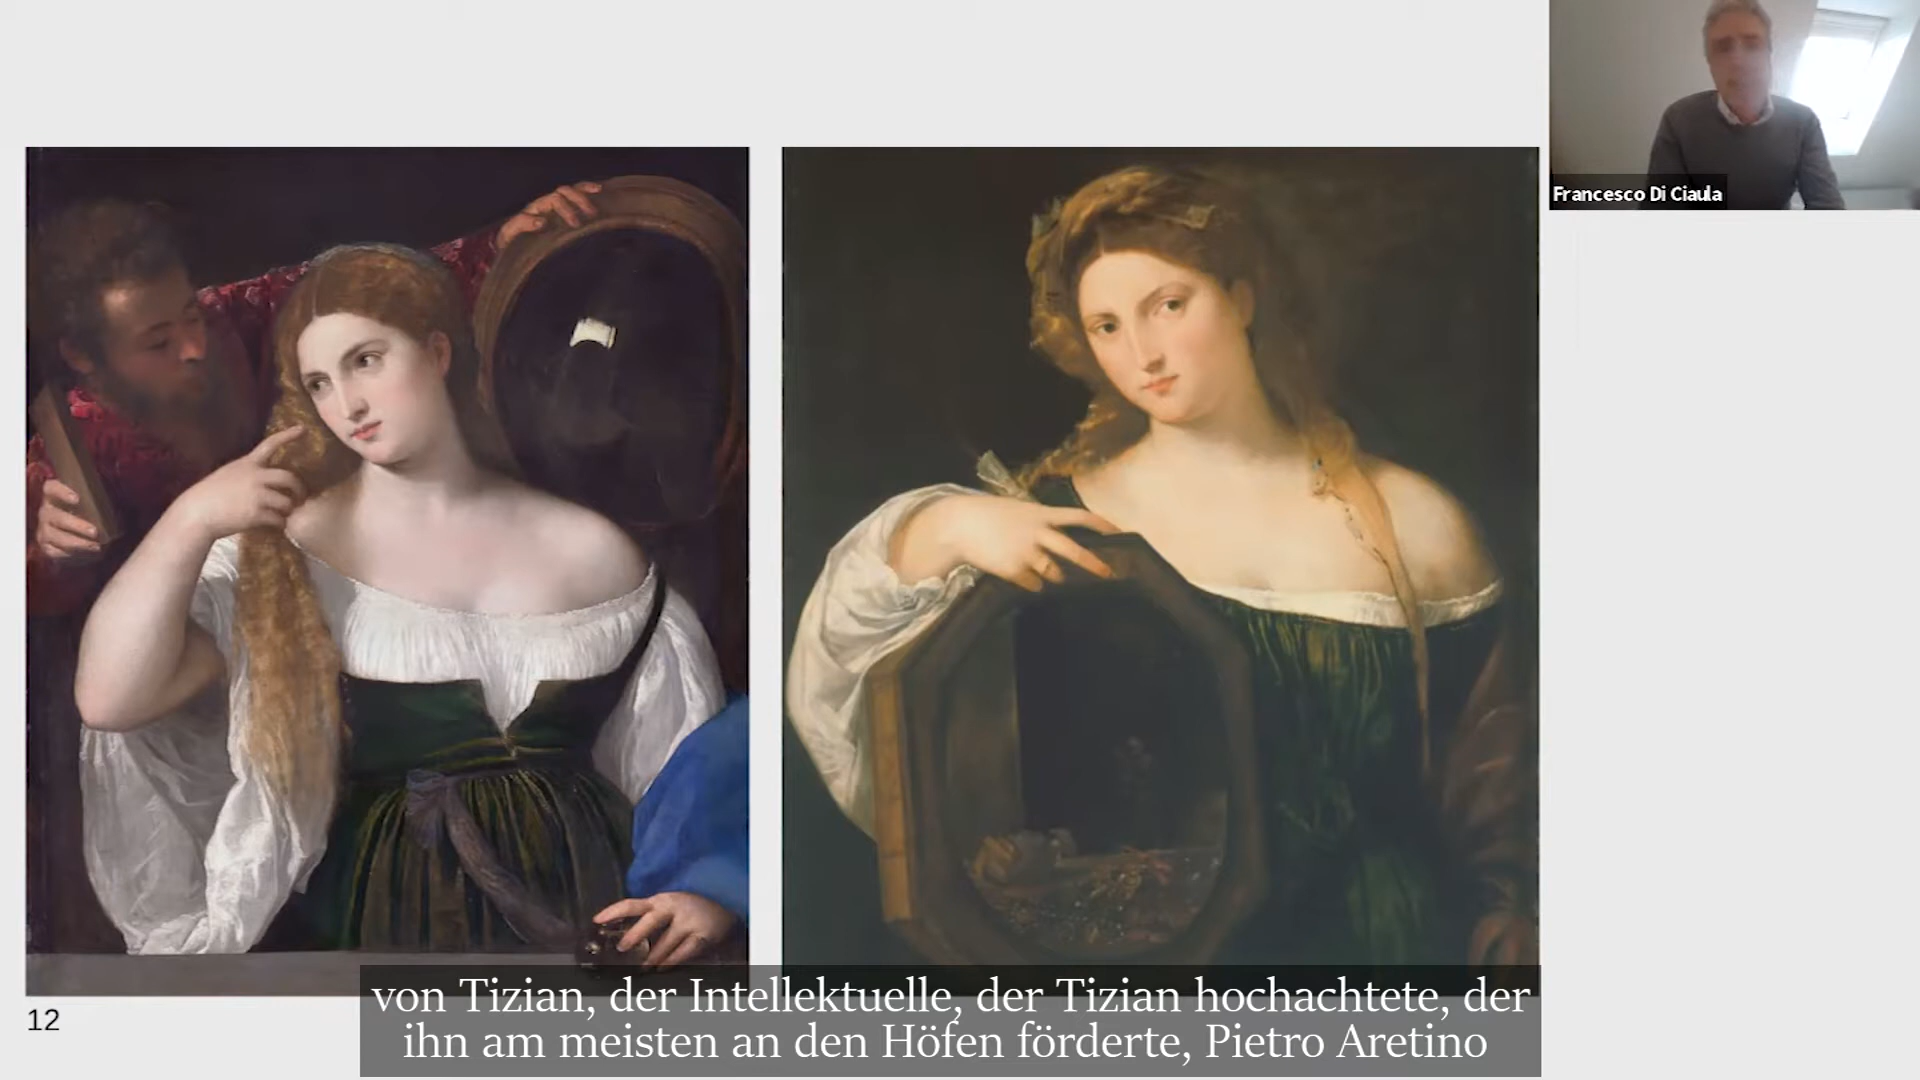 Francesco Di Ciaula
12
von Tizian, der Intellektuelle, der Tizian hochachtete, der
ihn am meisten an den Höfen förderte, Pietro Aretino